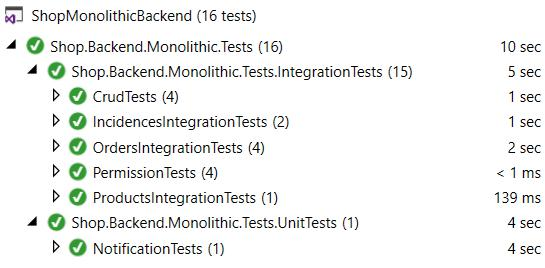 ShopMonolithicBackend (16 tests)
Shop.Backend.Monolithic.Tests (16) 10 sec
Shop.Backend.Monolithic.Tests.IntegrationTests (15) 5 sec
CrudTests (4) 1 sec
IncidencesIntegrationTests (2) 1 sec
OrdersIntegrationTests (4) 2 sec
PermissionTests (4) < 1 ms
ProductsIntegrationTests (1) 139 ms
Shop.Backend.Monolithic.Tests.UnitTests (1) 4 sec
NotificationTests (1) 4 sec